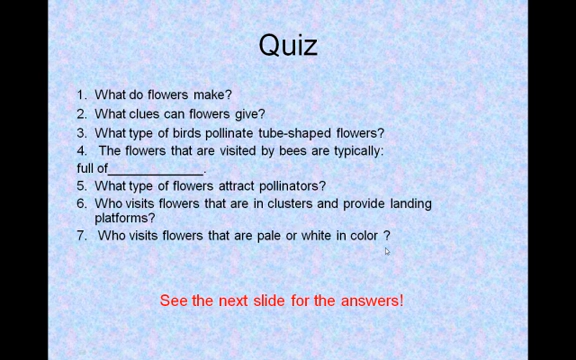 Quiz
1. What do flowers make?
2. What clues can flowers give?
3. What type of birds pollinate tube-shaped flowers?
4. The flowers that are visited by bees are typically:
full of_____________.
5. What type of flowers attract pollinators?
6. Who visits flowers that are in clusters and provide landing
platforms?
7. Who visits flowers that are pale or white in color ?
See the next slide for the answers!